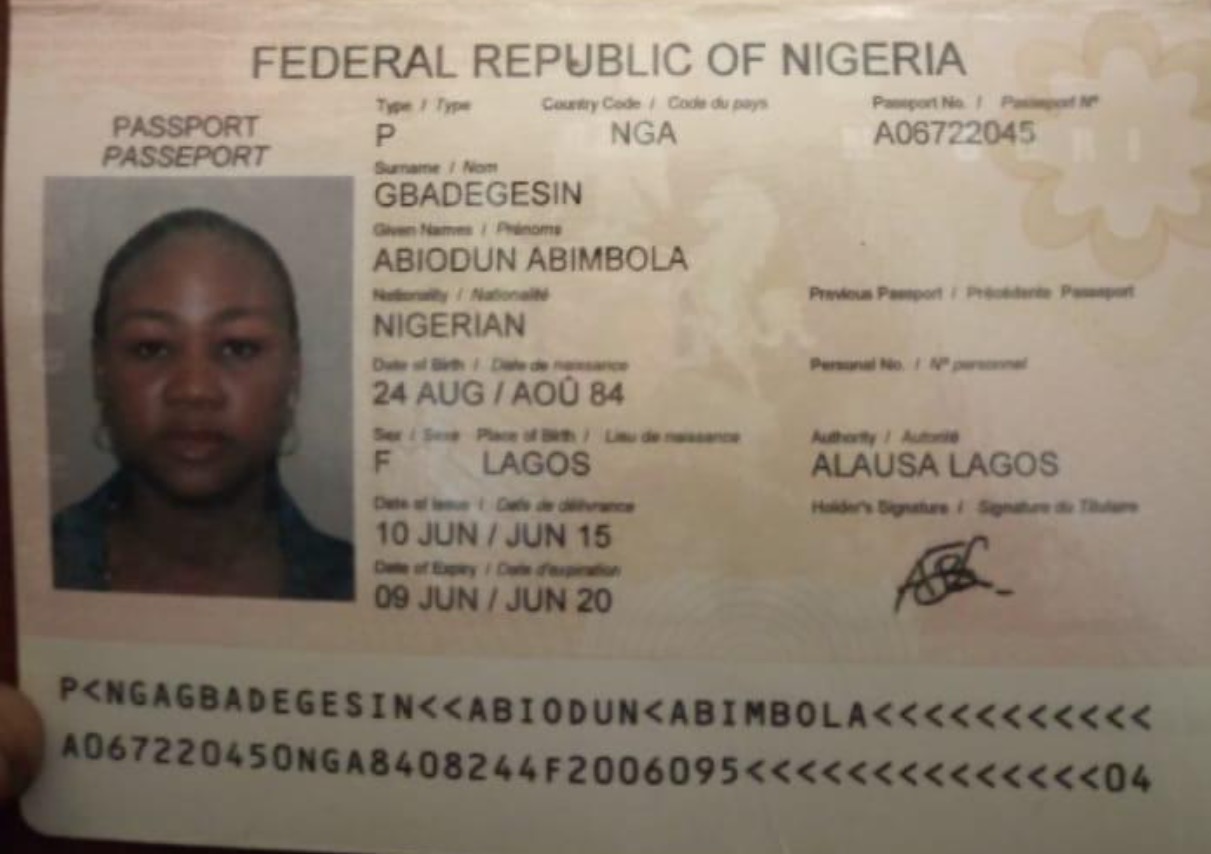 FEDERAL REPUBLIC OF NIGERIA
PASSPORT
PASSEPORT
Type / Type Country Code / Code du pays Passport No. / Passeport N°
P NGA A06722045
Surname / Nom
GBADEGESIN
Given Names / Prénoms
ABIODUN ABIMBOLA
Nationality / Nationalité Previous Passport / Précédente Passeport
NIGERIAN
Date of Birth / Date de naissance Personal No. / N° personnel
24 AUG / AOÛ 84
Sex / Sexe Place of Birth / Lieu de naissance Authority / Autorité
F LAGOS ALAUSA LAGOS
Date of Issue / Date de délivrance Holder's Signature / Signature du Titulaire
10 JUN / JUN 15
Date of Expiry / Date d'expiration
09 JUN / JUN 20
P<NGAGBADEGESIN<<ABIODUN<ABIMBOLA<<<<<<<<<<<
A067220450NGA8408244F2006095<<<<<<<<<<<<<<04